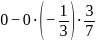 0 − 0 · (− 1/3) · 3/7